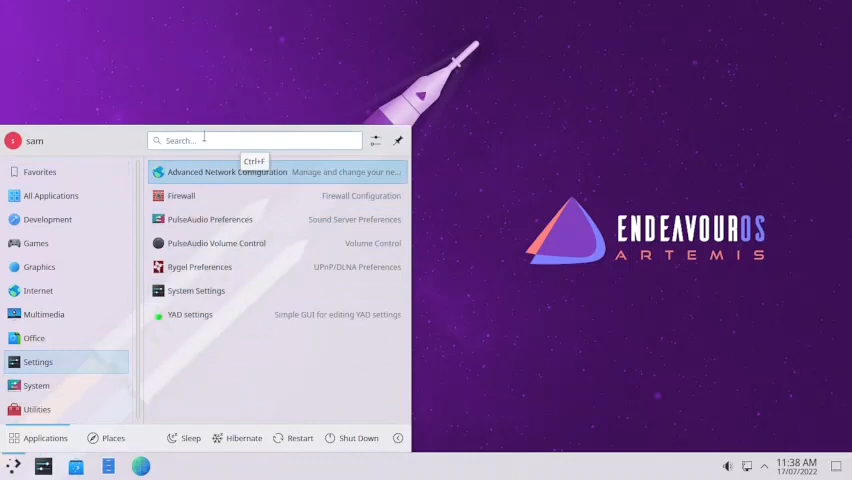 S sam
Search...
Ctrl+F
Favorites
All Applications
Development
Games
Graphics
Internet
Multimedia
Office
Settings
System
Utilities
Advanced Network Configuration Manage and change your ne...
Firewall Firewall Configuration
PulseAudio Preferences Sound Server Preferences
PulseAudio Volume Control Volume Control
Rygel Preferences UPnP/DLNA Preferences
System Settings
YAD settings Simple GUI for editing YAD settings
Applications Places Sleep Hibernate Restart Shut Down
ENDEAVOUROS
ARTEMIS
11:38 AM
17/07/2022